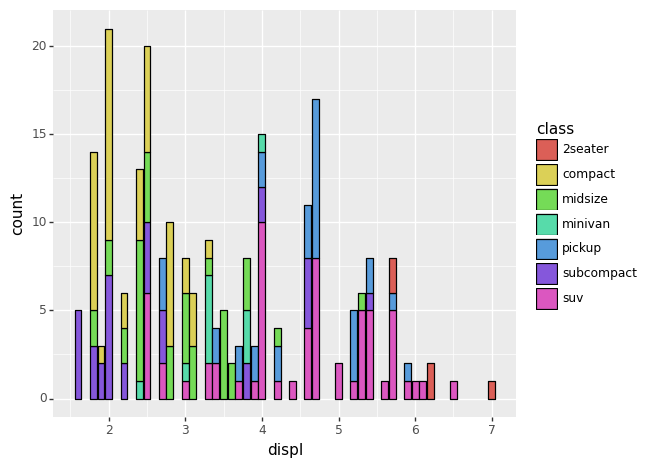 20
15
10
5
0
count
2 3 4 5 6 7
displ
class
2seater
compact
midsize
minivan
pickup
subcompact
suv